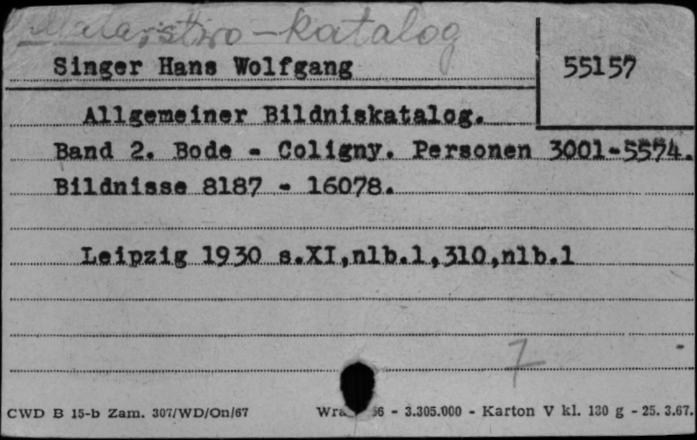 Malarstwo - katalog
Singer Hans Wolfgang
55157
Allgemeiner Bildniskatalog.
Band 2. Bode - Coligny. Personen 3001-5574.
Bildnisse 8187 - 16078.
Leipzig 1930 s.XI,nlb.1,310,nlb.1
7
CWD B 15-b Zam. 307/WD/On/67 66 - 3.305.000 - Karton V kl. 130 g - 25. 3.67.